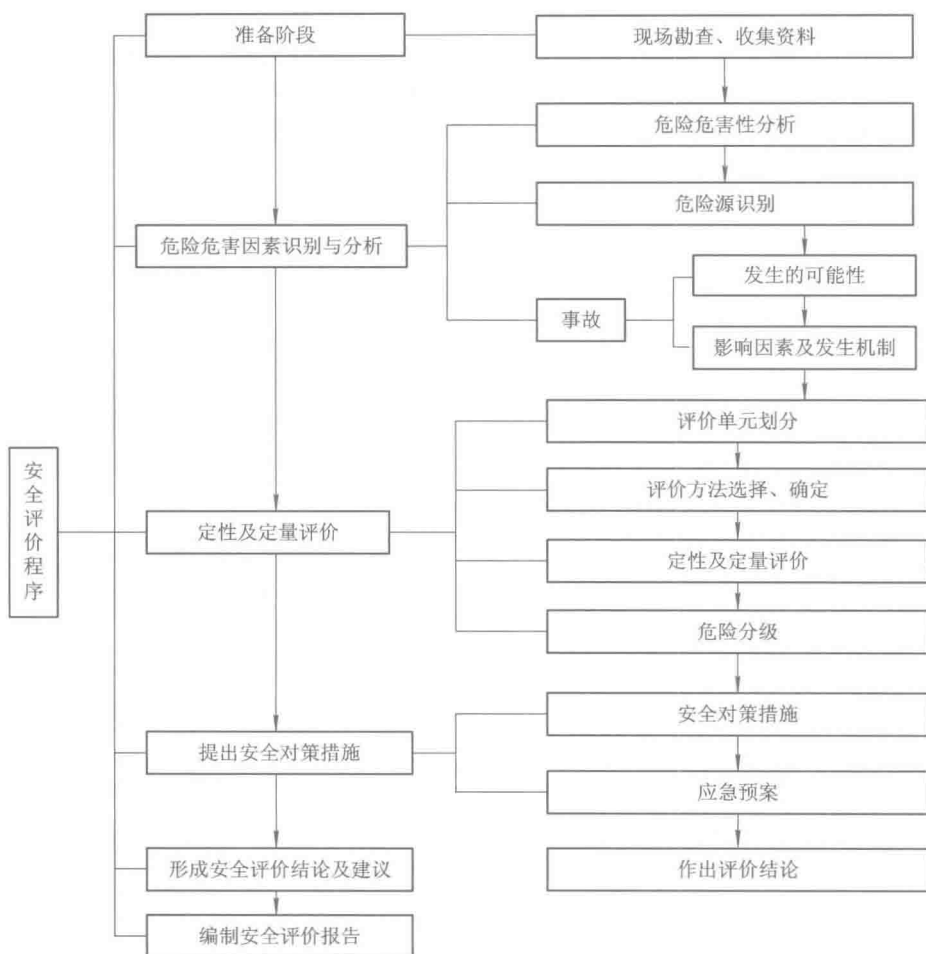 准备阶段
现场勘查、收集资料
危险危害性分析
危险源识别
危险危害因素识别与分析
发生的可能性
事故
影响因素及发生机制
评价单元划分
安全评价程序
评价方法选择、确定
定性及定量评价
定性及定量评价
危险分级
安全对策措施
提出安全对策措施
应急预案
形成安全评价结论及建议
作出评价结论
编制安全评价报告